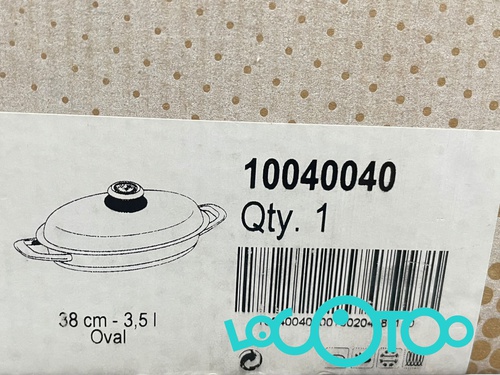 10040040
Qty. 1
38 cm - 3,5 l
Oval
LOCOTOO